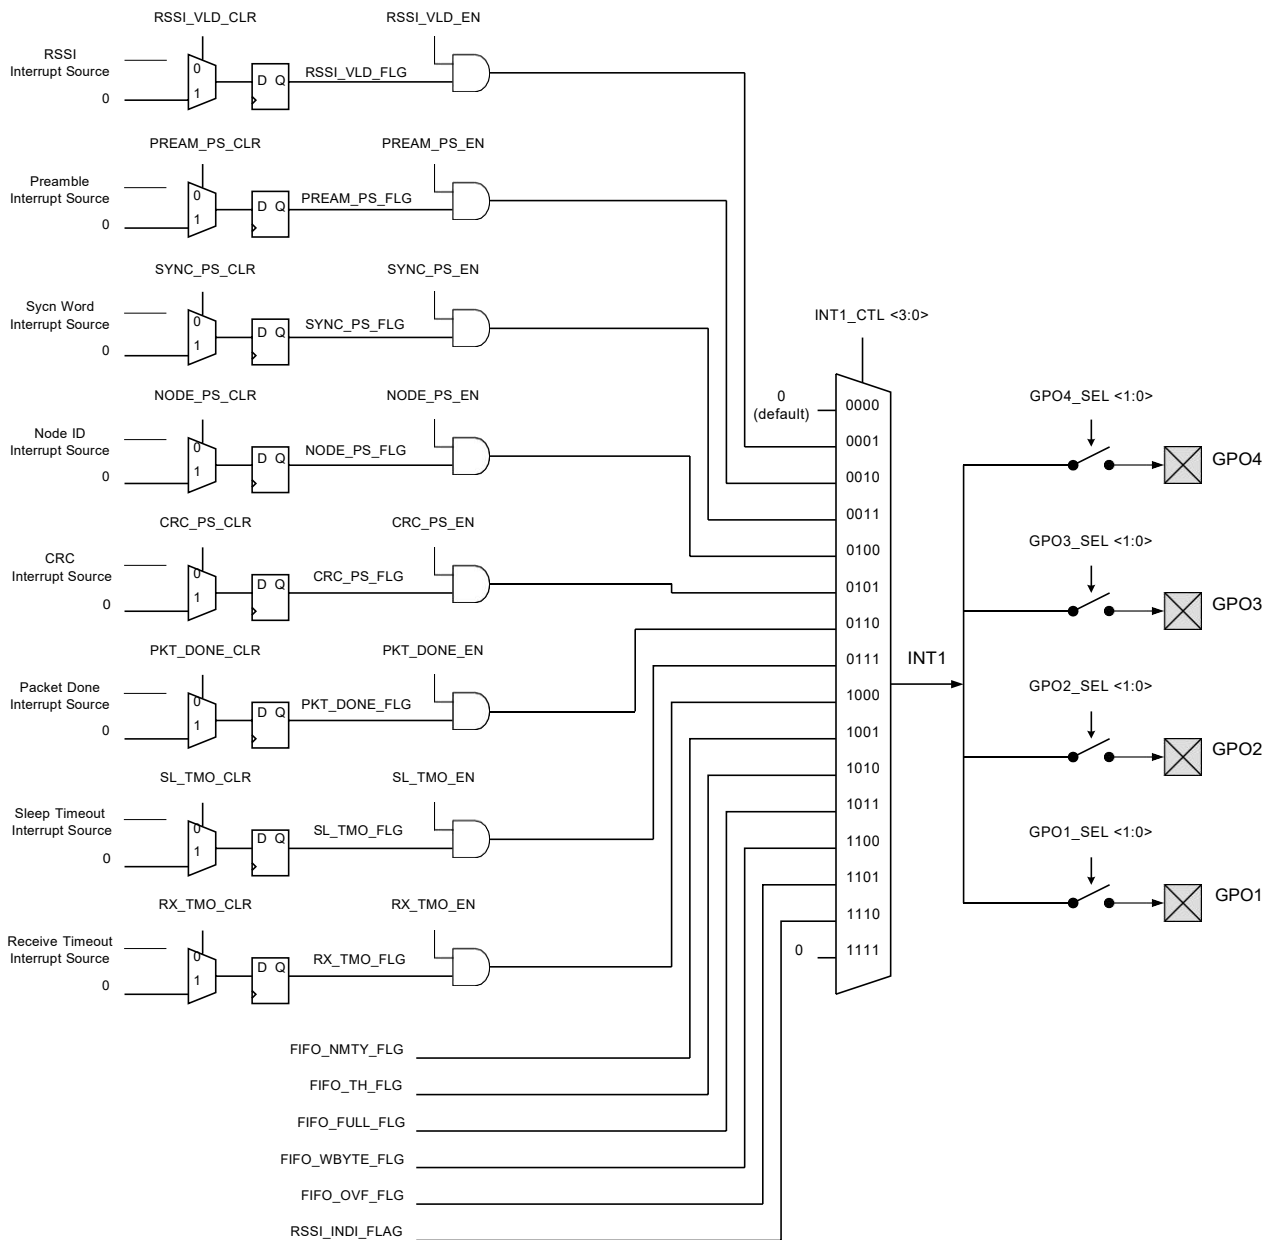 RSSI_VLD_CLR
RSSI_VLD_EN
RSSI
Interrupt Source
0
0
1
D Q
RSSI_VLD_FLG
PREAM_PS_CLR
PREAM_PS_EN
Preamble
Interrupt Source
0
0
1
D Q
PREAM_PS_FLG
SYNC_PS_CLR
SYNC_PS_EN
Sycn Word
Interrupt Source
0
0
1
D Q
SYNC_PS_FLG
NODE_PS_CLR
NODE_PS_EN
Node ID
Interrupt Source
0
0
1
D Q
NODE_PS_FLG
CRC_PS_CLR
CRC_PS_EN
CRC
Interrupt Source
0
0
1
D Q
CRC_PS_FLG
PKT_DONE_CLR
PKT_DONE_EN
Packet Done
Interrupt Source
0
0
1
D Q
PKT_DONE_FLG
SL_TMO_CLR
SL_TMO_EN
Sleep Timeout
Interrupt Source
0
0
1
D Q
SL_TMO_FLG
RX_TMO_CLR
RX_TMO_EN
Receive Timeout
Interrupt Source
0
0
1
D Q
RX_TMO_FLG
FIFO_NMTY_FLG
FIFO_TH_FLG
FIFO_FULL_FLG
FIFO_WBYTE_FLG
FIFO_OVF_FLG
RSSI_INDI_FLAG
INT1_CTL <3:0>
0
(default)
0000
0001
0010
0011
0100
0101
0110
0111
1000
1001
1010
1011
1100
1101
1110
0
1111
INT1
GPO4_SEL <1:0>
GPO4
GPO3_SEL <1:0>
GPO3
GPO2_SEL <1:0>
GPO2
GPO1_SEL <1:0>
GPO1